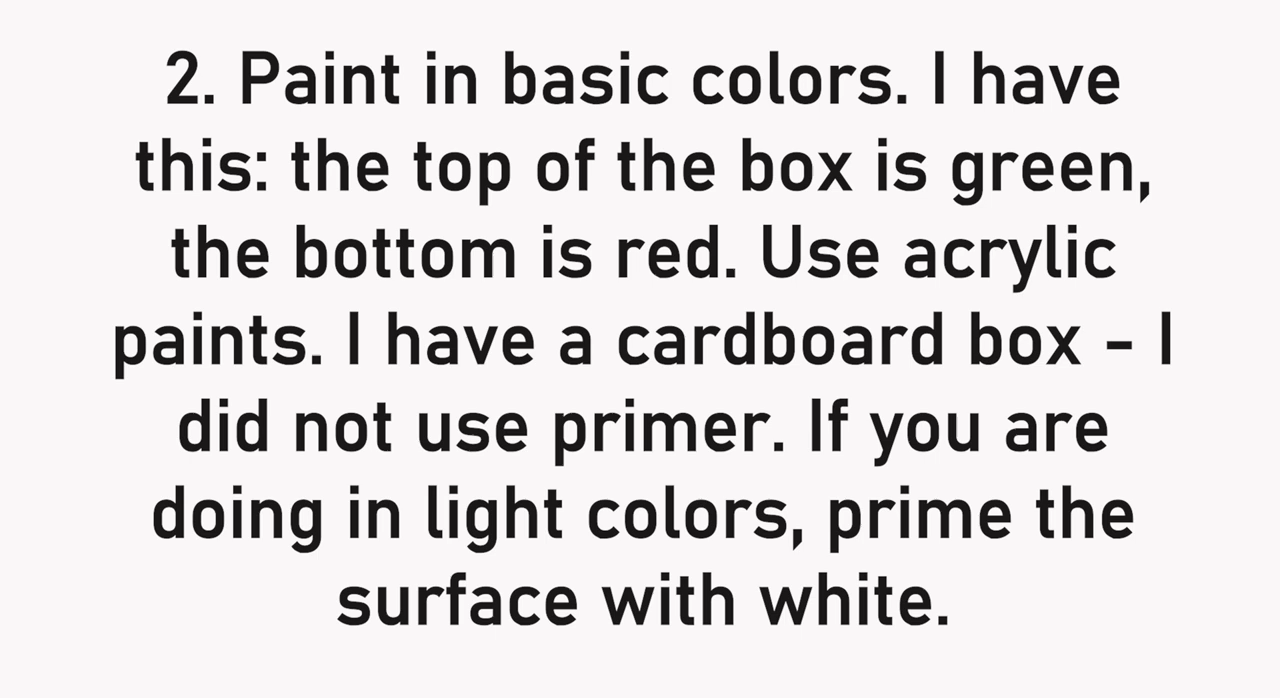 2. Paint in basic colors. I have
this: the top of the box is green,
the bottom is red. Use acrylic
paints. I have a cardboard box - I
did not use primer. If you are
doing in light colors, prime the
surface with white.